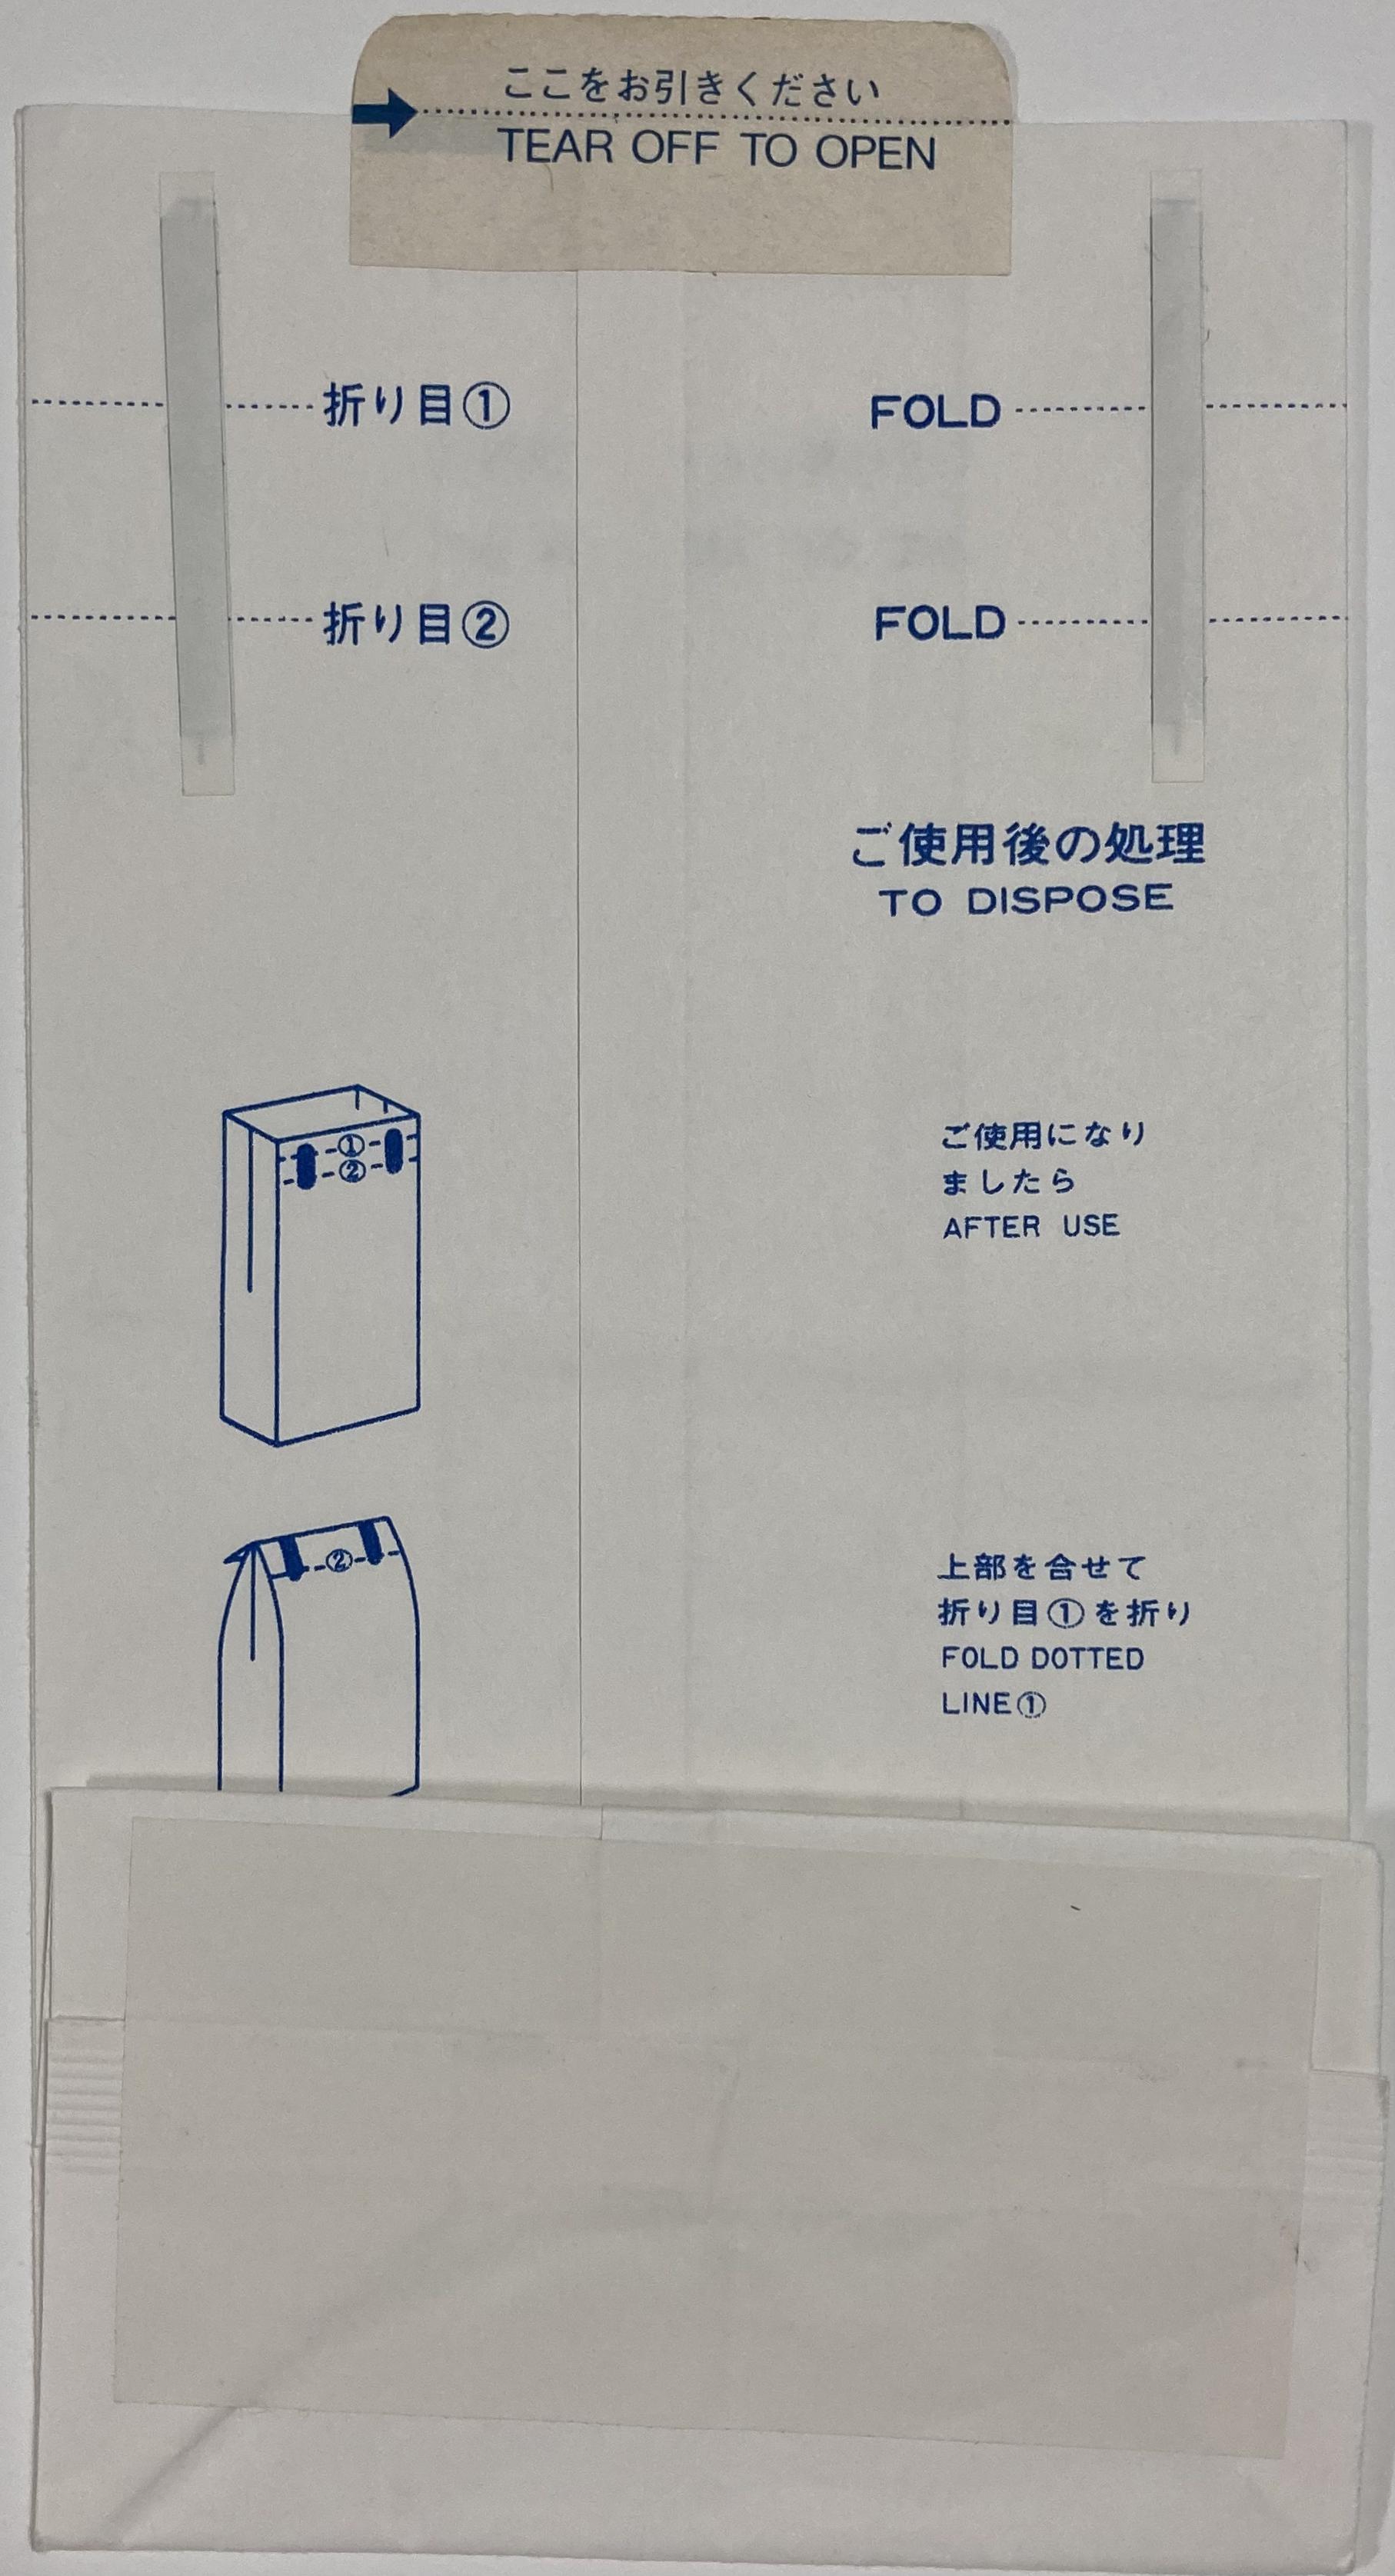 ここをお引きください
TEAR OFF TO OPEN
折り目① FOLD
折り目② FOLD
ご使用後の処理
TO DISPOSE
①
②
ご使用になり
ましたら
AFTER USE
②
上部を合せて
折り目①を折り
FOLD DOTTED
LINE①